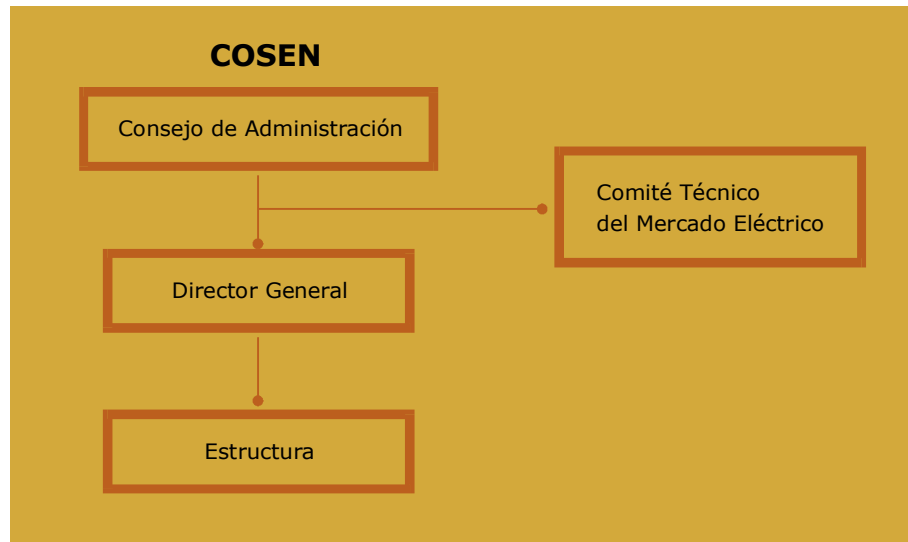 COSEN
Consejo de Administración
Comité Técnico
del Mercado Eléctrico
Director General
Estructura